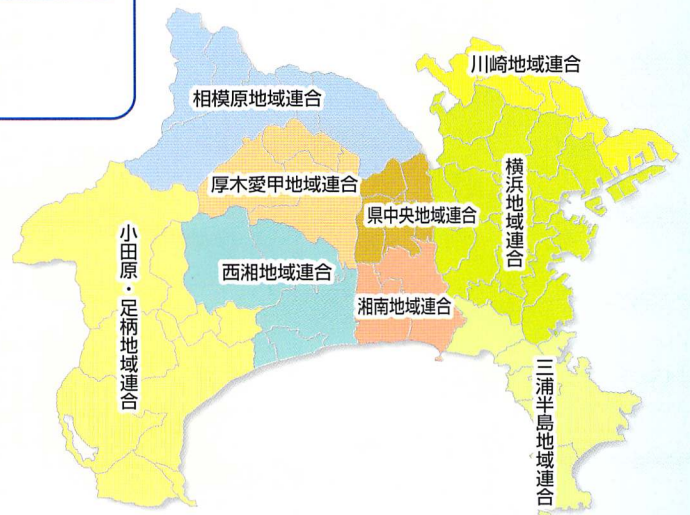 川崎地域連合
相模原地域連合
厚木愛甲地域連合
県中央地域連合
横浜地域連合
小田原・足柄地域連合
西湘地域連合
湘南地域連合
三浦半島地域連合